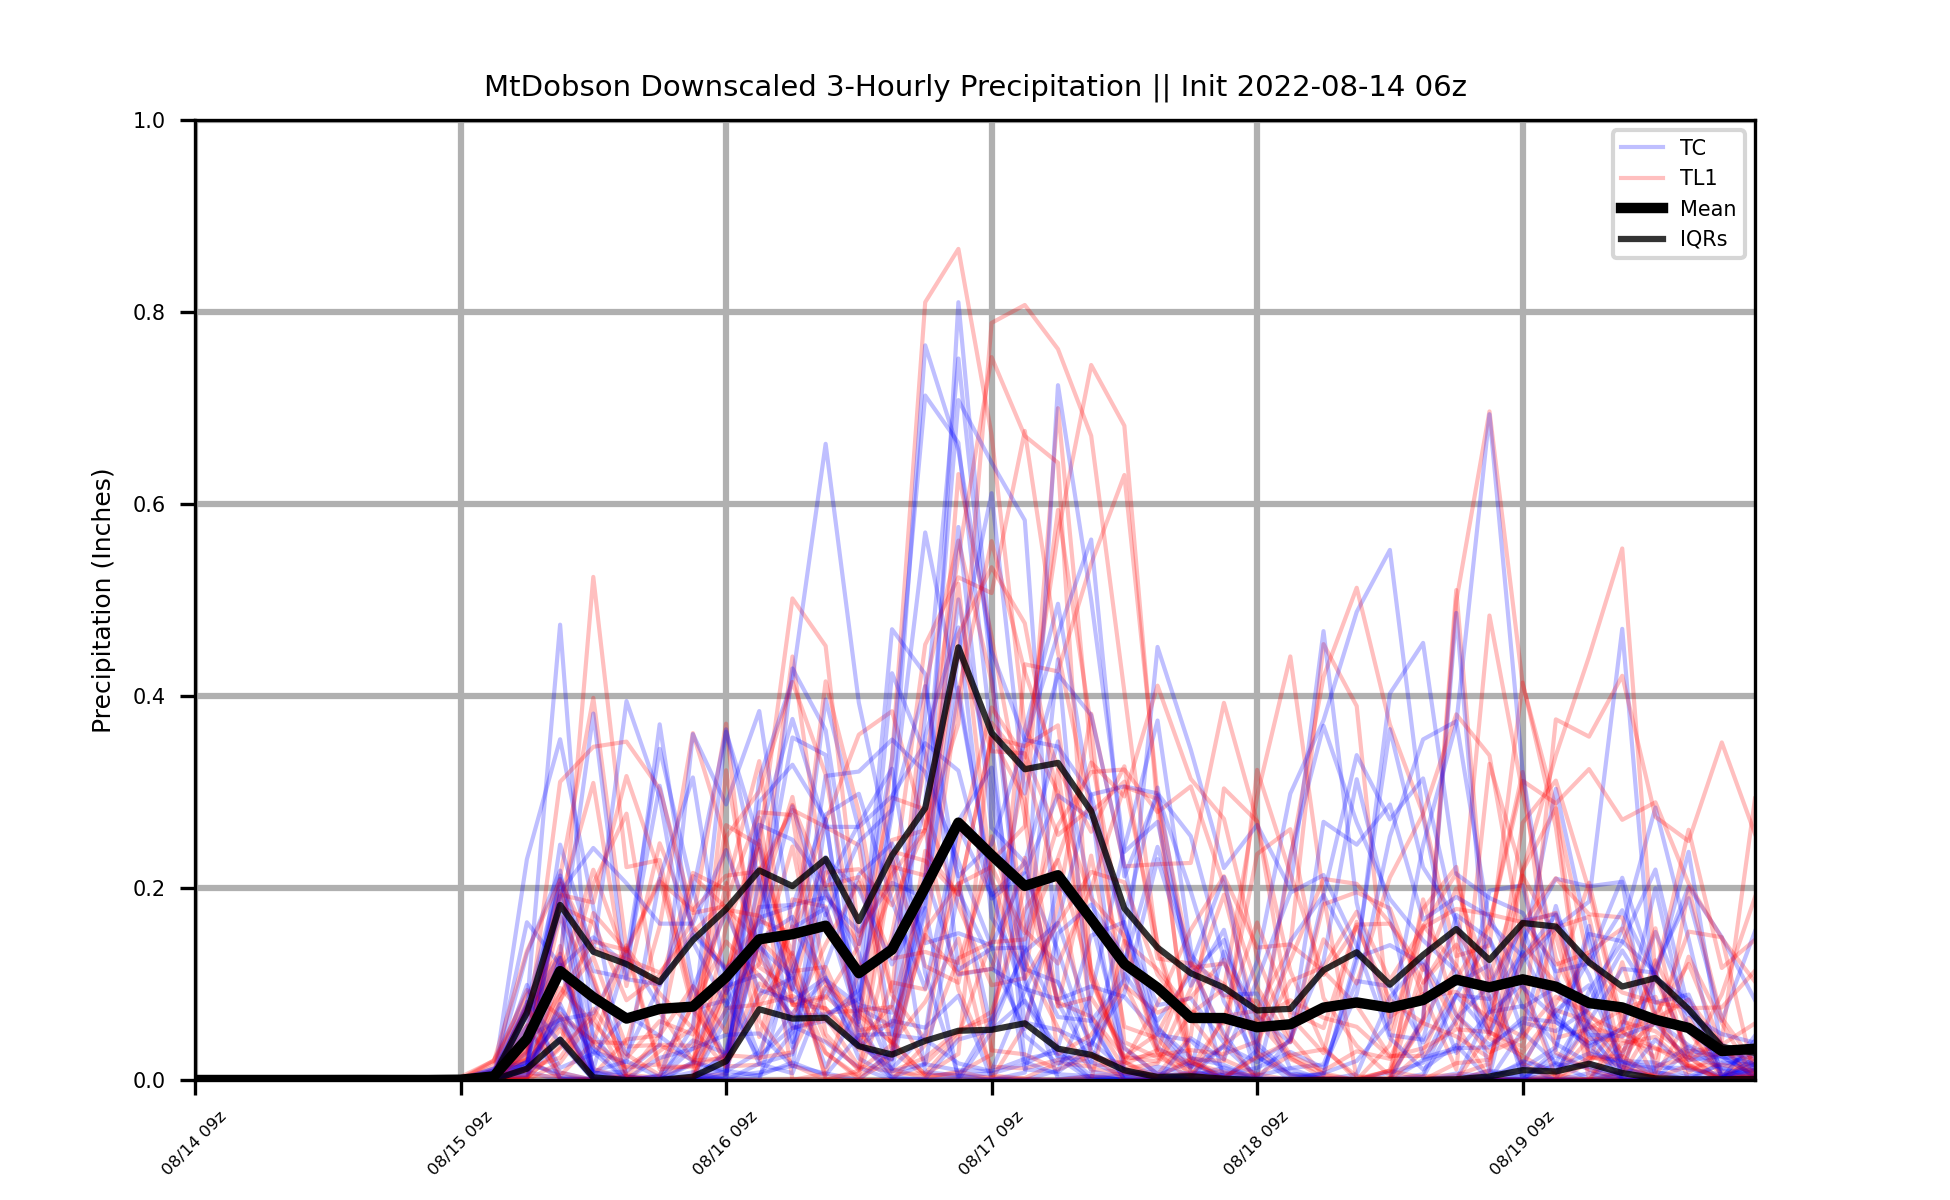 MtDobson Downscaled 3-Hourly Precipitation || Init 2022-08-14 06z
Precipitation (Inches)
1.0
0.8
0.6
0.4
0.2
0.0
TC
TL1
Mean
IQRs
08/14 09z
08/15 09z
08/16 09z
08/17 09z
08/18 09z
08/19 09z